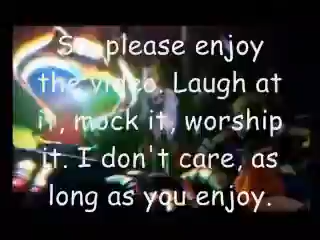 So, please enjoy
the video. Laugh at
it, mock it, worship
it. I don't care, as
long as you enjoy.